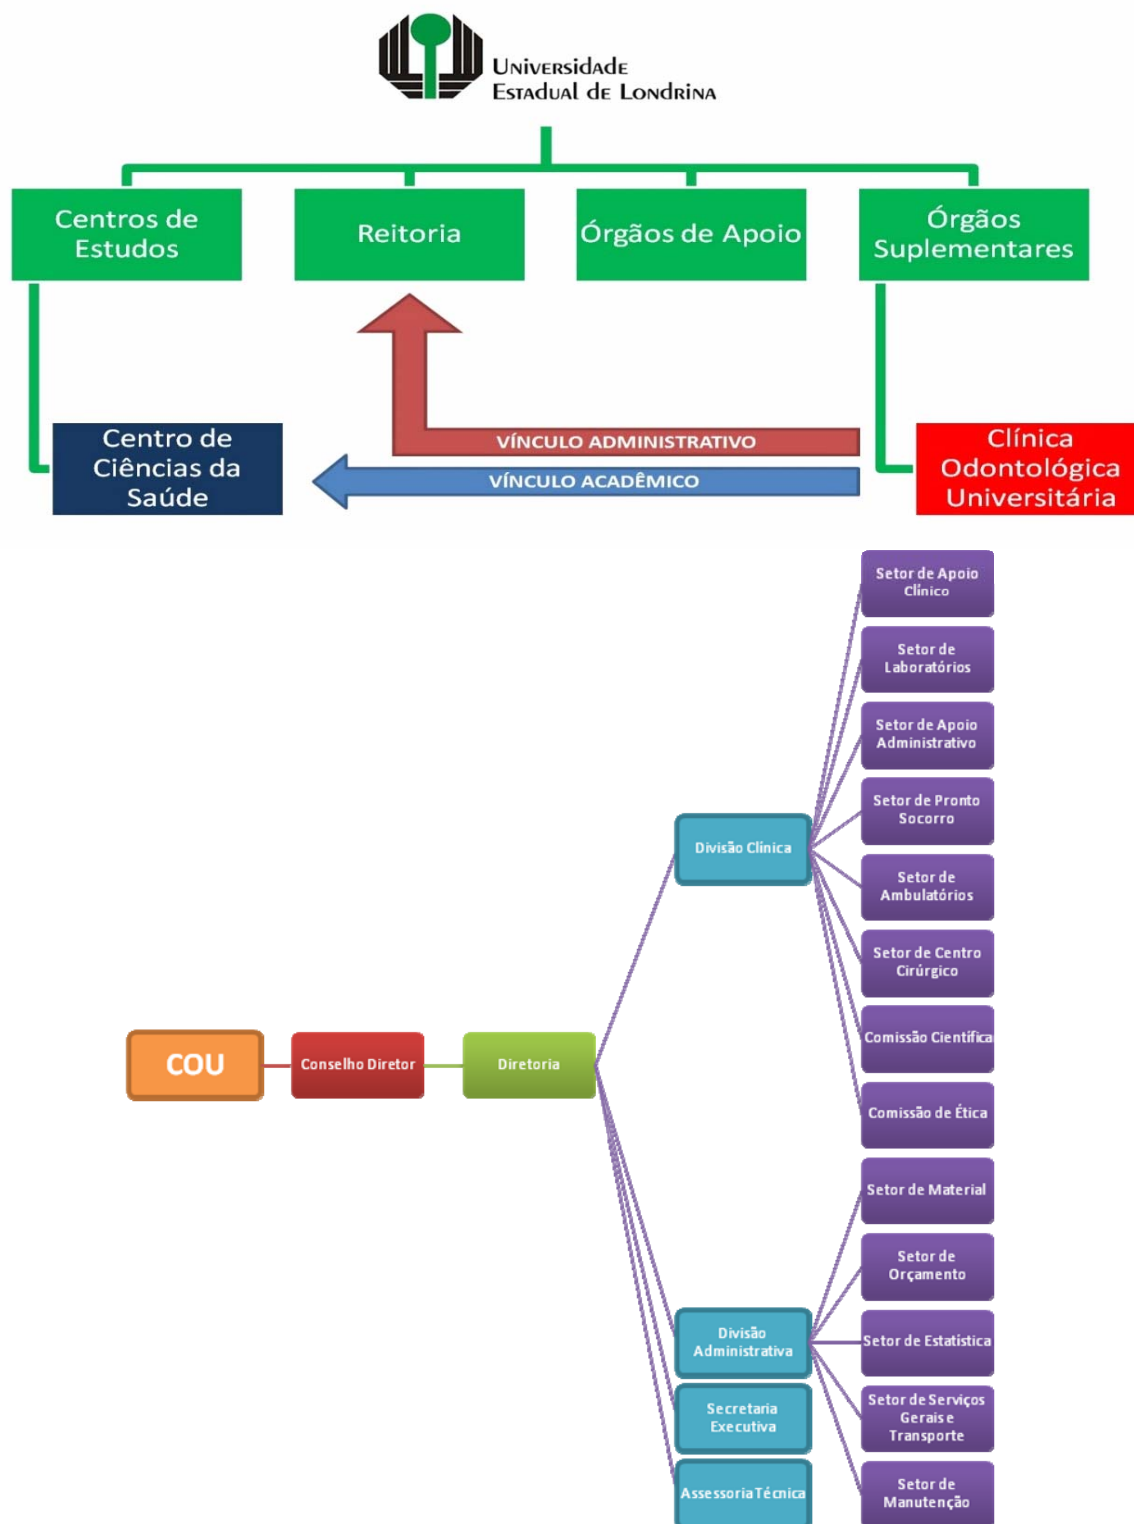 Universidade
Estadual de Londrina
Centros de
Estudos
Reitoria
Órgãos de Apoio
Órgãos
Suplementares
Centro de
Ciências da
Saúde
VÍNCULO ADMINISTRATIVO
VÍNCULO ACADÊMICO
Clínica
Odontológica
Universitária
COU
Conselho Diretor
Diretoria
Divisão Clínica
Setor de Apoio
Clínico
Setor de
Laboratórios
Setor de Apoio
Administrativo
Setor de Pronto
Socorro
Setor de
Ambulatórios
Setor de Centro
Cirúrgico
Comissão Científica
Comissão de Ética
Divisão
Administrativa
Setor de Material
Setor de
Orçamento
Setor de Estatística
Setor de Serviços
Gerais e
Transporte
Setor de
Manutenção
Secretaria
Executiva
Assessoria Técnica